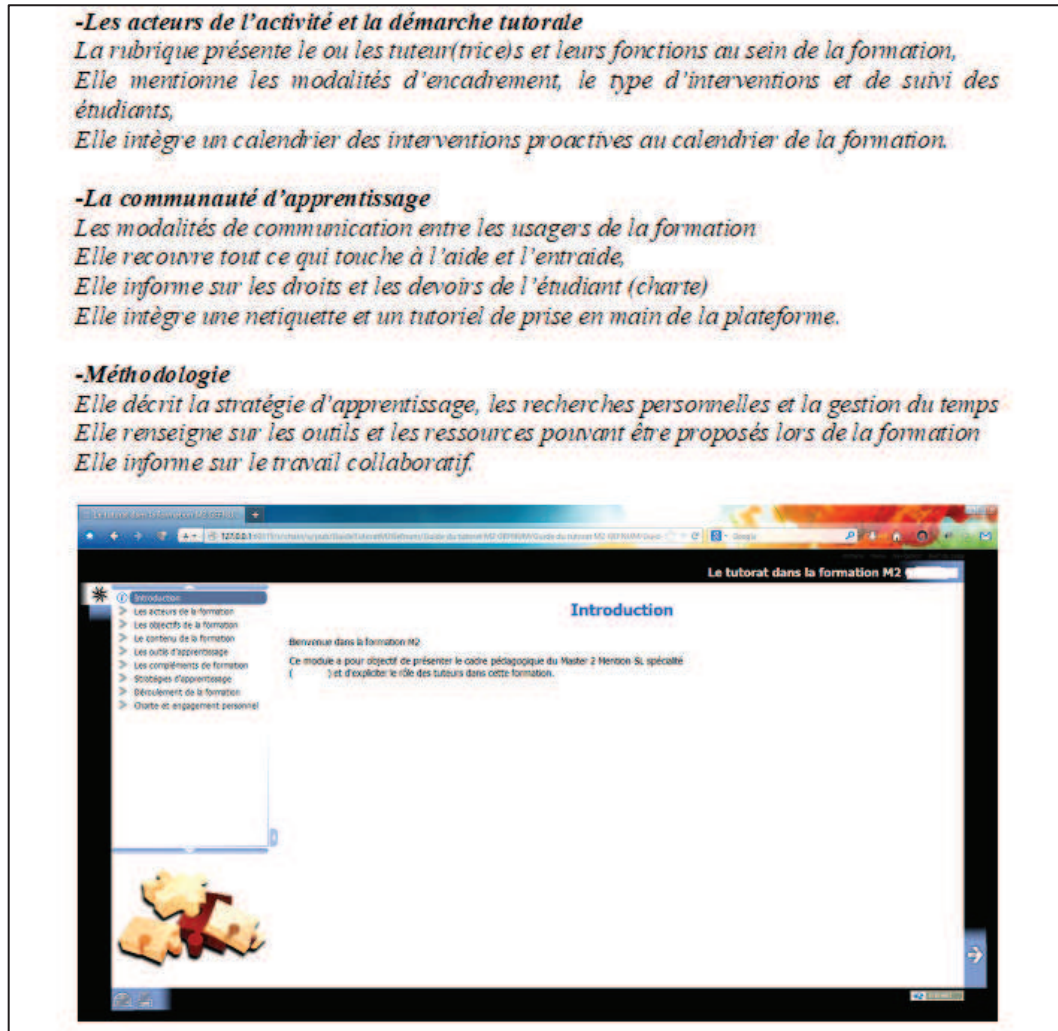 -Les acteurs de l'activité et la démarche tutorale
La rubrique présente le ou les tuteur(trice)s et leurs fonctions au sein de la formation,
Elle mentionne les modalités d'encadrement, le type d'interventions et de suivi des
étudiants,
Elle intègre un calendrier des interventions proactives au calendrier de la formation.
-La communauté d'apprentissage
Les modalités de communication entre les usagers de la formation
Elle recouvre tout ce qui touche à l'aide et l'entraide,
Elle informe sur les droits et les devoirs de l'étudiant (charte)
Elle intègre une netiquette et un tutoriel de prise en main de la plateforme.
-Méthodologie
Elle décrit la stratégie d'apprentissage, les recherches personnelles et la gestion du temps
Elle renseigne sur les outils et les ressources pouvant être proposés lors de la formation
Elle informe sur le travail collaboratif.
127.0.0.1
Google
Le tutorat dans la formation M2
Introduction
Les acteurs de la formation
Les objectifs de la formation
Le contenu de la formation
Les outils d'apprentissage
Les compléments de formation
Stratégies d'apprentissage
Déroulement de la formation
Charte et engagement personnel
Introduction
Bienvenue dans la formation M2
Ce module a pour objectif de présenter le cadre pédagogique du Master 2 Mention SL spécialité
( ) et d'expliciter le rôle des tuteurs dans cette formation.